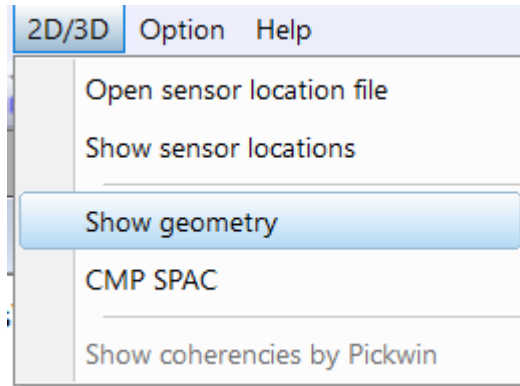 2D/3D Option Help
Open sensor location file
Show sensor locations
Show geometry
CMP SPAC
Show coherencies by Pickwin